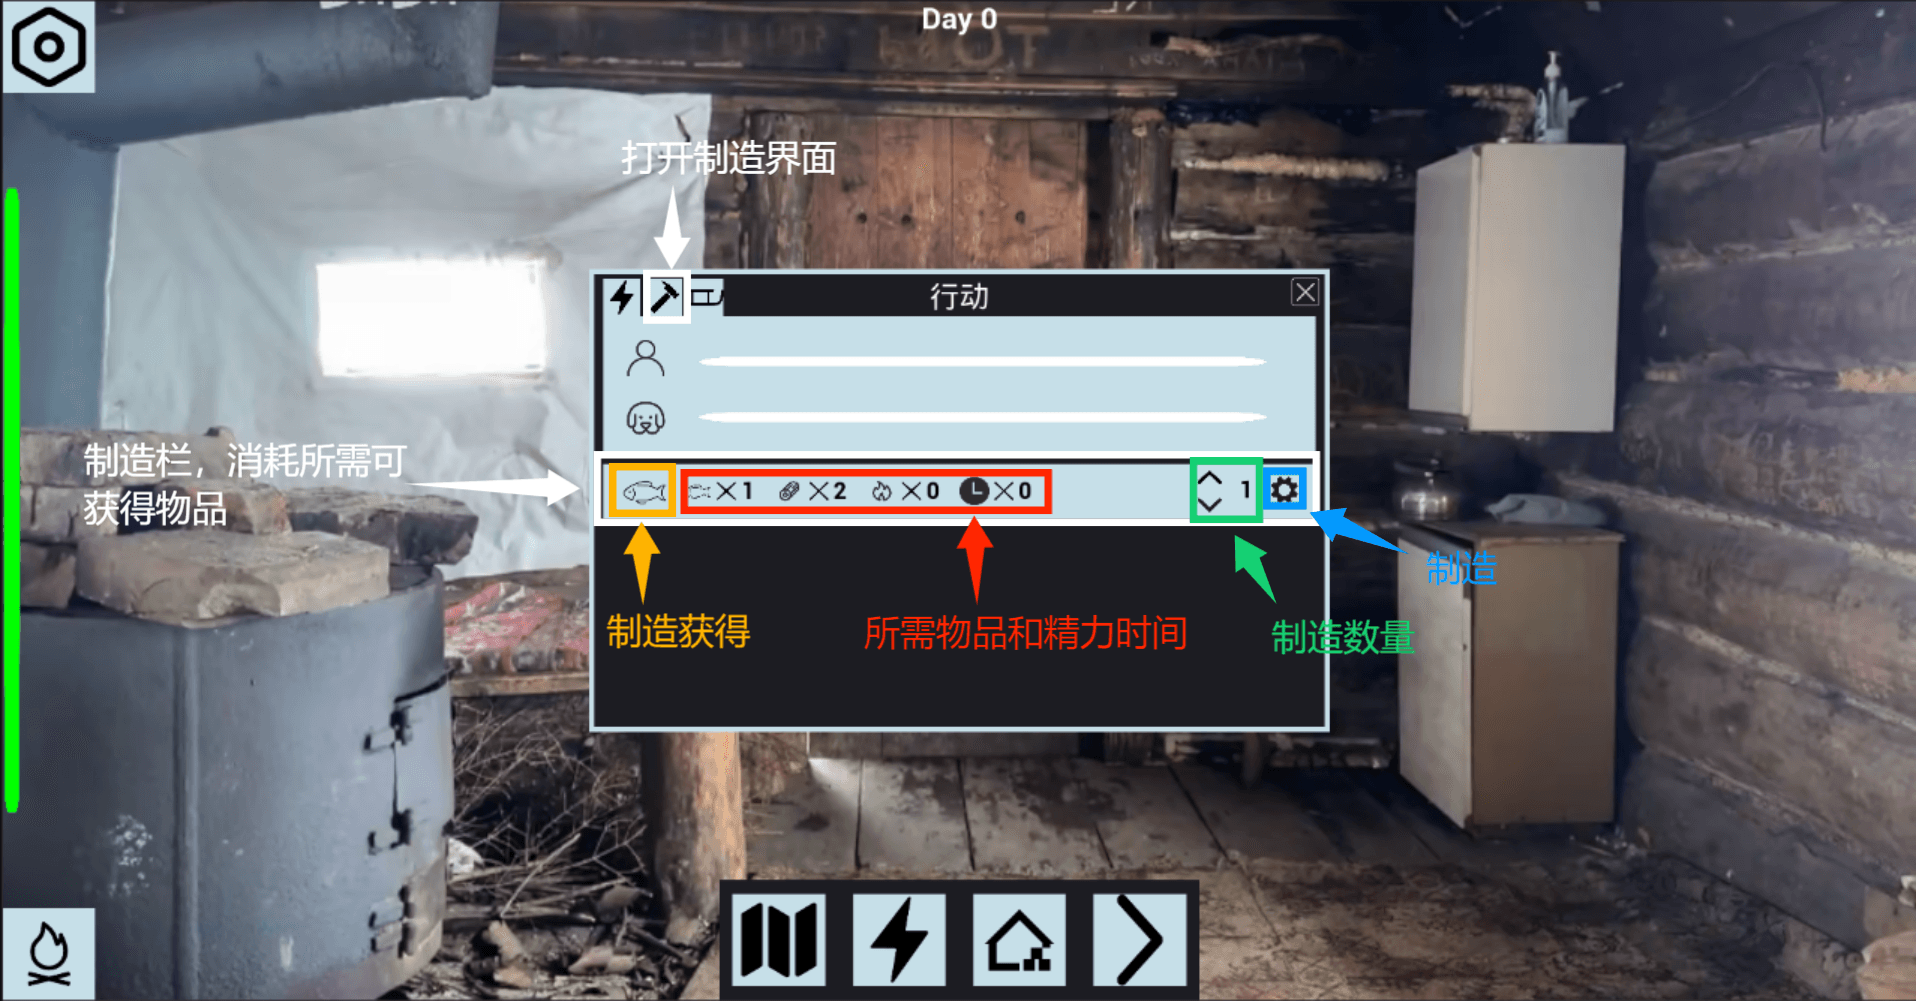 Day 0
打开制造界面
行动
制造栏，消耗所需可
获得物品
×1 ×2 ×0 ×0 1
制造
制造获得
所需物品和精力时间
制造数量